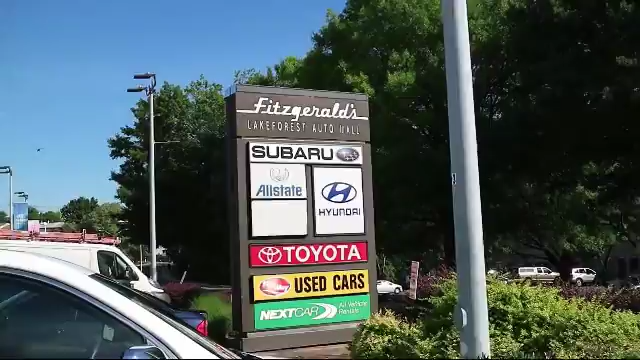 Fitzgerald's
LAKEFOREST AUTO MALL
SUBARU
Allstate
HYUNDAI
TOYOTA
USED CARS
NEXTCAR
All Vehicle
Rentals